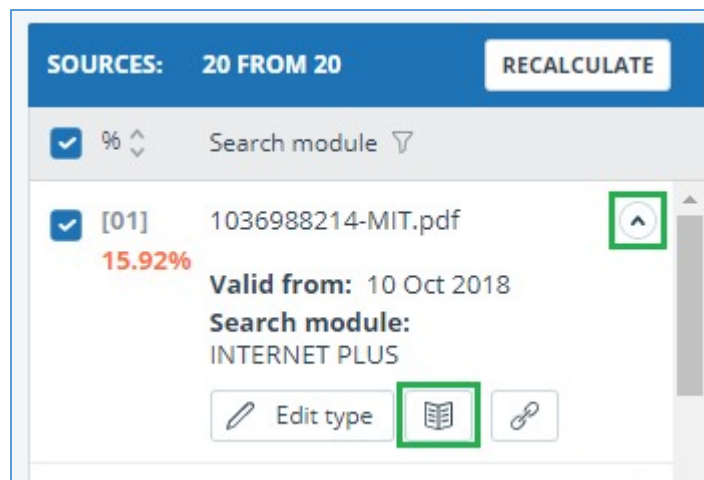 SOURCES: 20 FROM 20 RECALCULATE
% Search module
[01] 1036988214-MIT.pdf
15.92%
Valid from: 10 Oct 2018
Search module:
INTERNET PLUS
Edit type